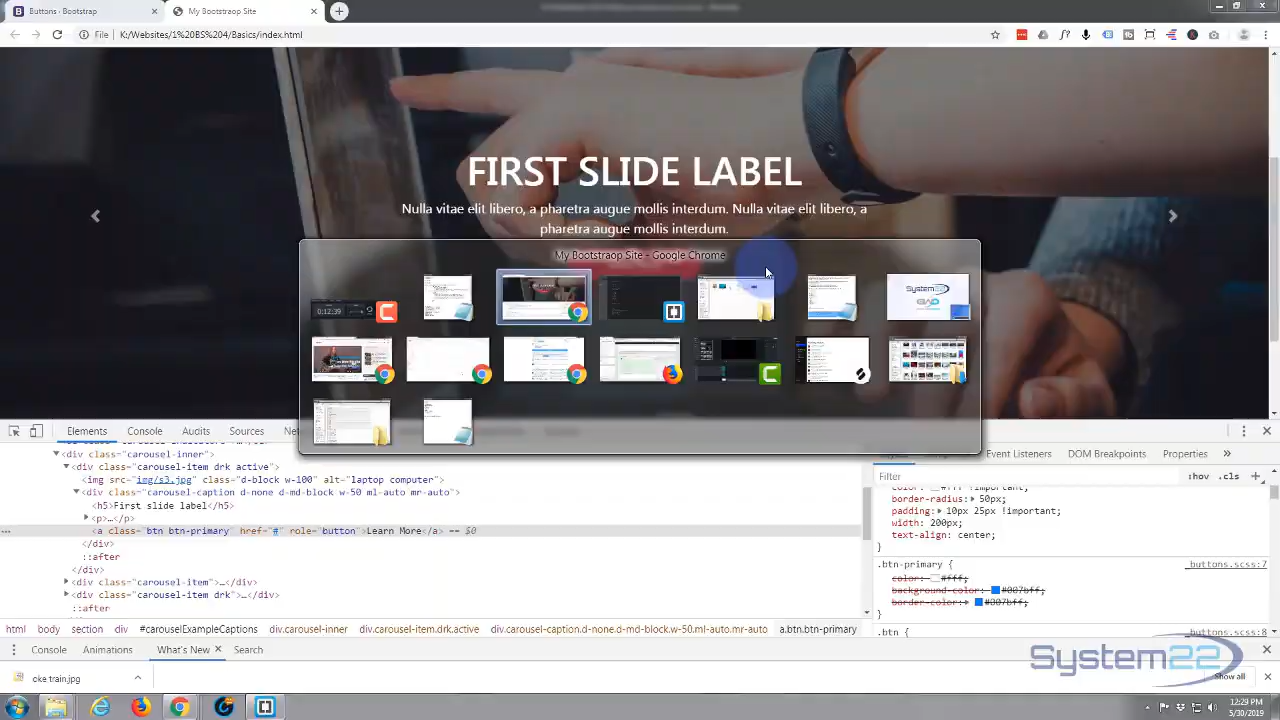 Buttons · Bootstrap
My Bootstraop Site
File
K:/Websites/1%20BS%204/Basics/index.html
FIRST SLIDE LABEL
Nulla vitae elit libero, a pharetra augue mollis interdum. Nulla vitae elit libero, a
pharetra augue mollis interdum.
My Bootstraop Site - Google Chrome
0:12:39
System22
Elements
Console
Audits
Sources
Event Listeners
DOM Breakpoints
Properties
Filter
:hov
.cls
<div class="carousel-inner">
<div class="carousel-item drk active">
<img src="img/s3.j
class="d-block w-100" alt="laptop computer">
<div class="carousel-caption d-none d-md-block w-50 ml-auto mr-auto">
<h5>First slide label</h5>
<p>…</p>
<a class="btn btn-primary" href="#" role="button">Learn More</a> == $0
</div>
::after
</div>
<div class="carousel-item">…</div>
<div class="carousel-item">…</div>
::after
border-radius: 50px;
padding: 10px 25px !important;
width: 200px;
text-align: center;
}
.btn-primary {
_buttons.scss:7
color: #fff;
background-color: #007bff;
border-color: #007bff;
}
.btn {
_buttons.scss:8
html body section div #carouselExampleCaptions div.carousel-inner div.carousel-item.drk.active div.carousel-caption.d-none.d-md-block.w-50.ml-auto.mr-auto a.btn.btn-primary
Console
Animations
What's New
Search
System22
cke train.jpg
Show all
12:29 PM
5/30/2019